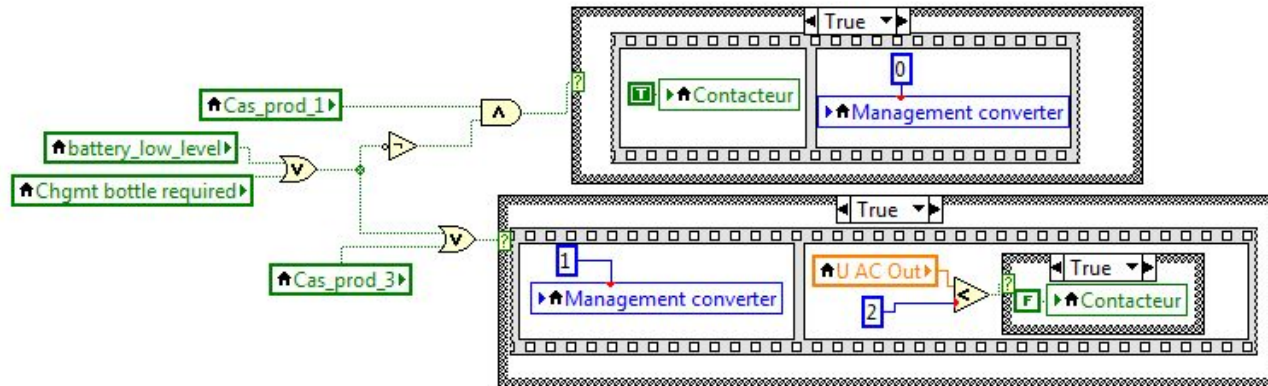 True
0
Cas_prod_1
T
Contacteur
Management converter
battery_low_level
Chgmt bottle required
True
1
U AC Out
True
Cas_prod_3
Management converter
2
F
Contacteur